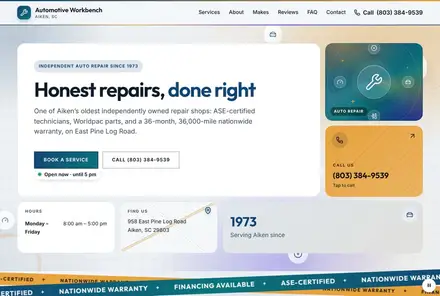 Automotive Workbench
AIKEN, SC
Services About Makes Reviews FAQ Contact Call (803) 384-9539
INDEPENDENT AUTO REPAIR SINCE 1973
Honest repairs, done right
One of Aiken's oldest independently owned repair shops: ASE-certified
technicians, Worldpac parts, and a 36-month, 36,000-mile nationwide
warranty, on East Pine Log Road.
BOOK A SERVICE
CALL (803) 384-9539
Open now · until 5 pm
AUTO REPAIR
CALL US
(803) 384-9539
Tap to call
HOURS
Monday – Friday
8:00 am – 5:00 pm
FIND US
958 East Pine Log Road
Aiken, SC 29803
1973
Serving Aiken since
-CERTIFIED NATIONWIDE WARRANTY FINANCING AVAILABLE ASE-CERTIFIED NATIONWIDE WARRAN